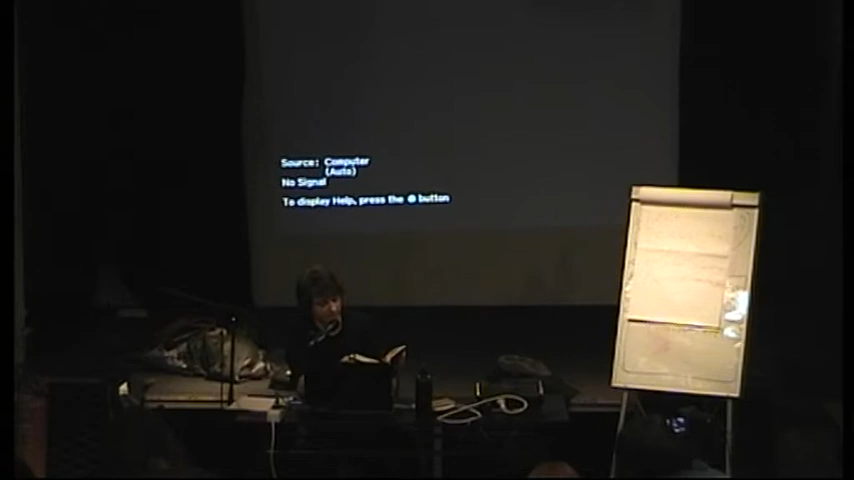 Source: Computer
(Auto)
No Signal
To display Help, press the button